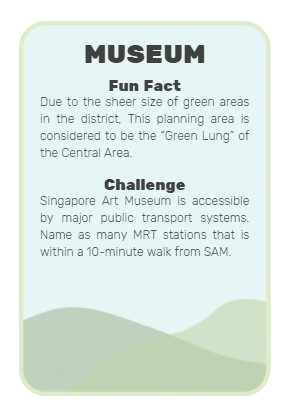 MUSEUM
Fun Fact
Due to the sheer size of green areas
in the district, This planning area is
considered to be the “Green Lung” of
the Central Area.
Challenge
Singapore Art Museum is accessible
by major public transport systems.
Name as many MRT stations that is
within a 10-minute walk from SAM.